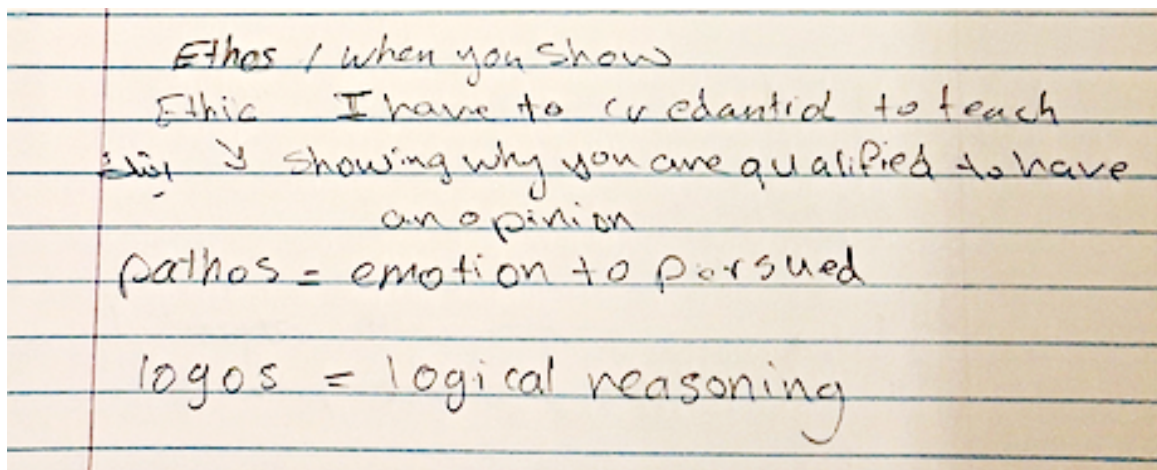 Ethos / when you show
Ethic I have to credantial to teach
↓ showing why you are qualified to have
an opinion
pathos = emotion to persued
logos = logical reasoning